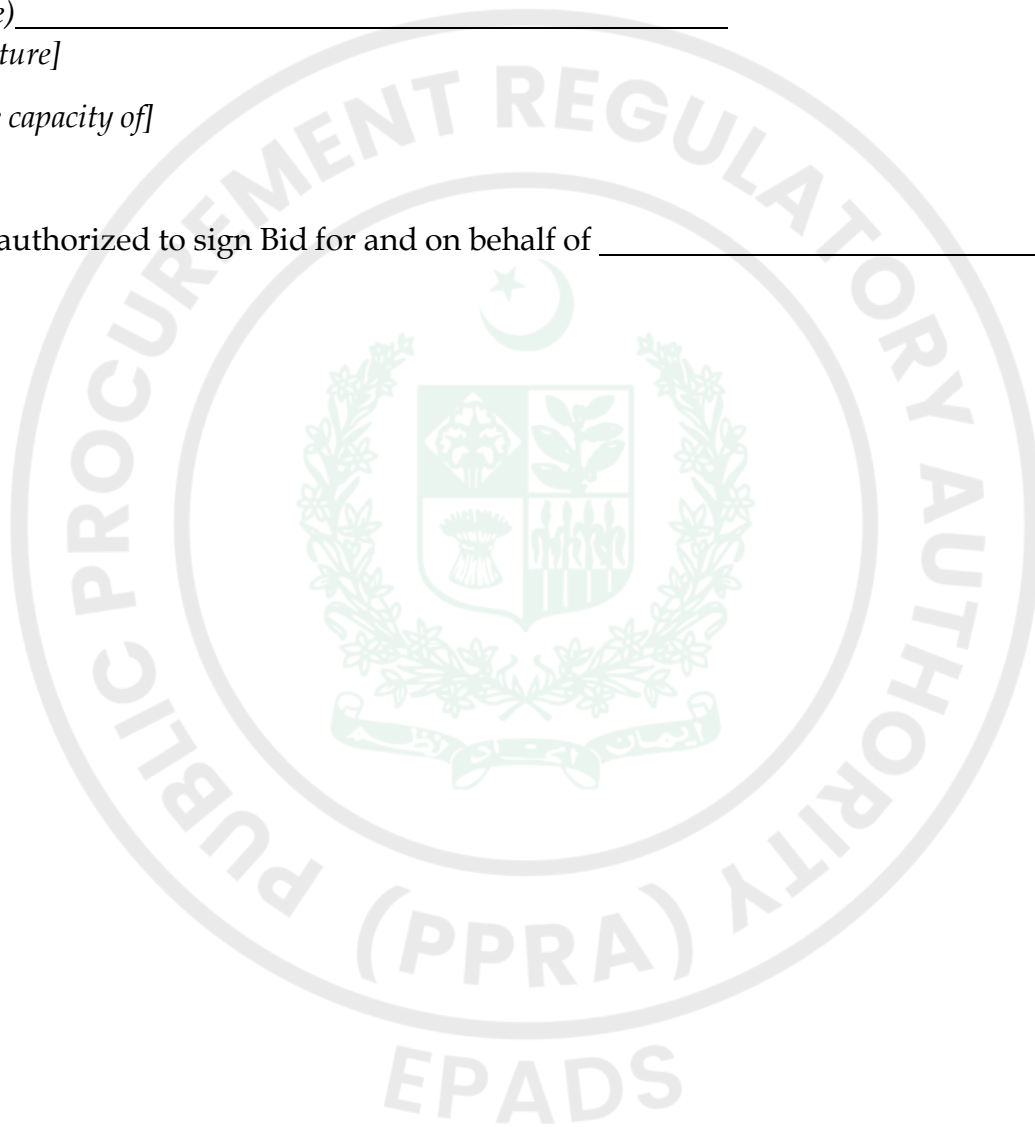 e)
ture]
capacity of]
authorized to sign Bid for and on behalf of
PUBLIC PROCUREMENT REGULATORY AUTHORITY
(PPRA)
EPADS